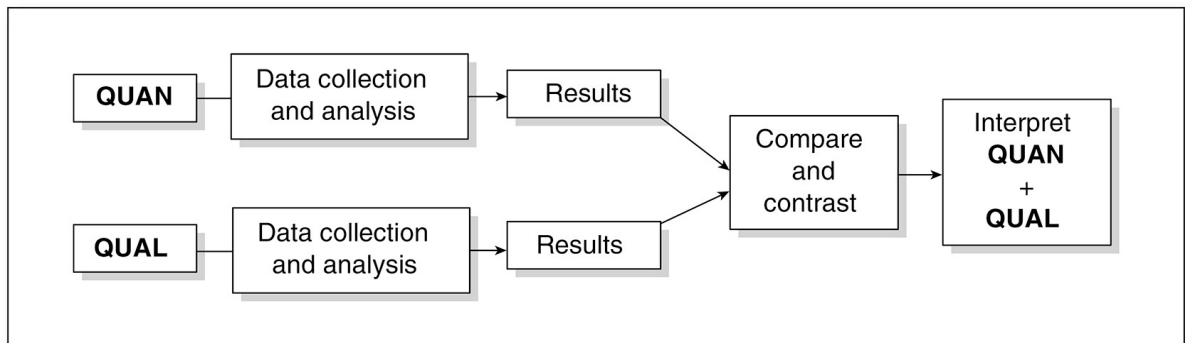 QUAN
Data collection
and analysis
Results
QUAL
Data collection
and analysis
Results
Compare
and
contrast
Interpret
QUAN
+
QUAL